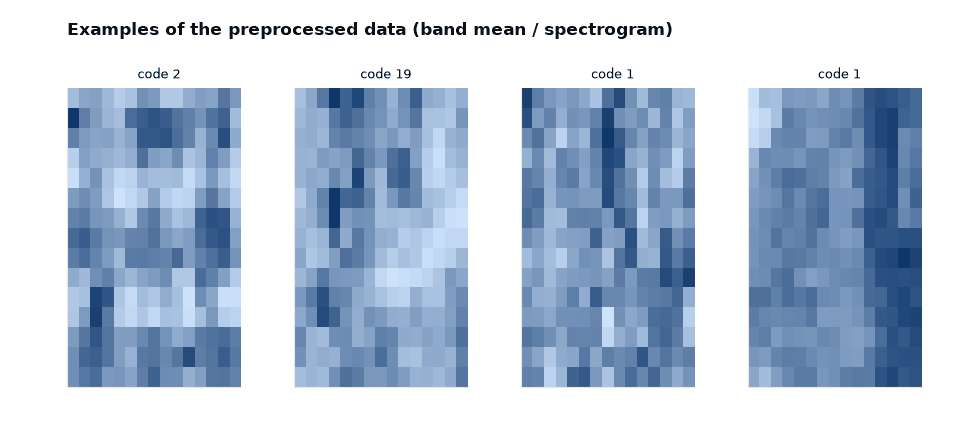 Examples of the preprocessed data (band mean / spectrogram)
code 2
code 19
code 1
code 1